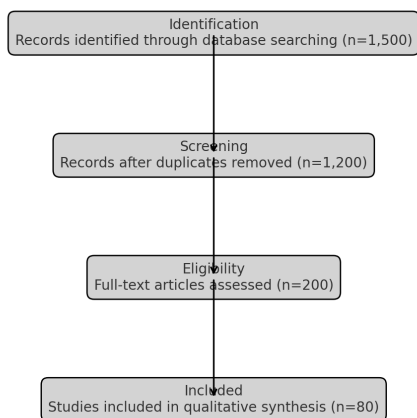 Identification
Records identified through database searching (n=1,500)
Screening
Records after duplicates removed (n=1,200)
Eligibility
Full-text articles assessed (n=200)
Included
Studies included in qualitative synthesis (n=80)